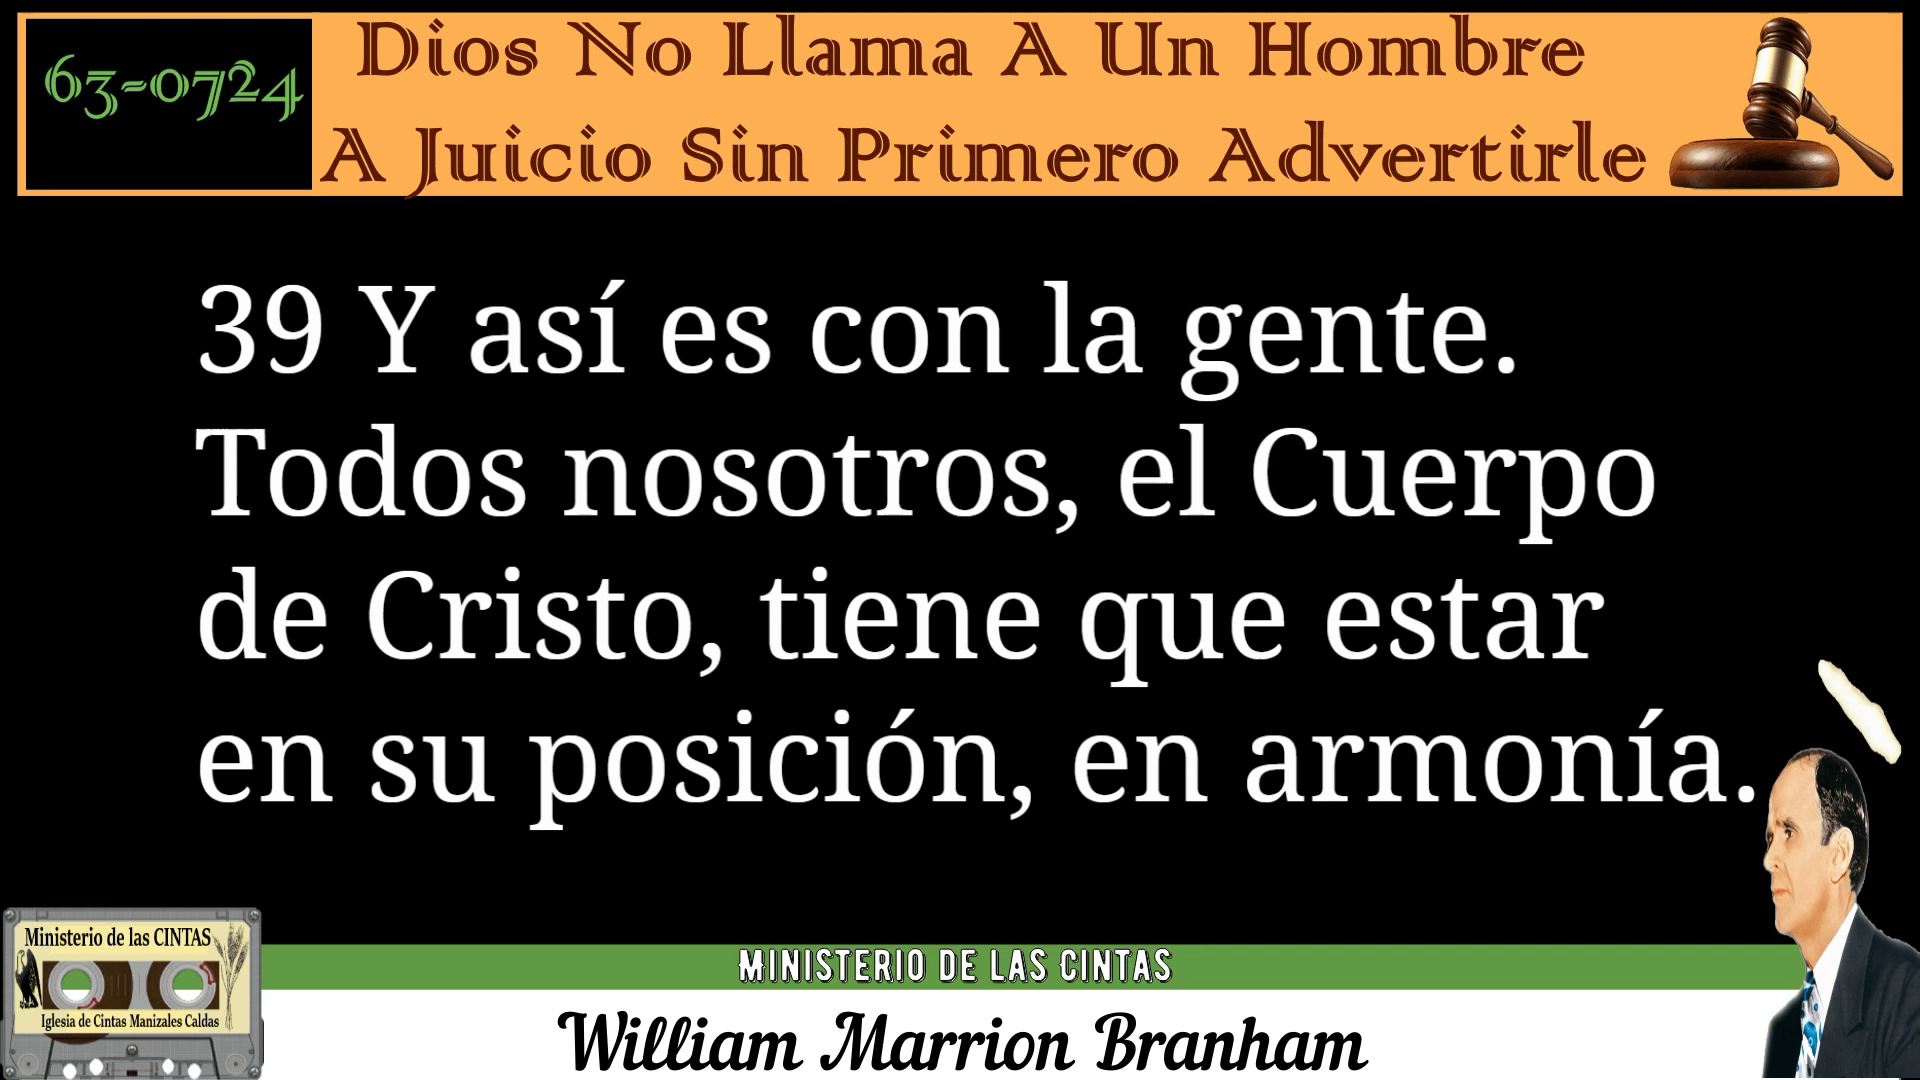 63-0724
Dios No Llama A Un Hombre
A Juicio Sin Primero Advertirle
39 Y así es con la gente.
Todos nosotros, el Cuerpo
de Cristo, tiene que estar
en su posición, en armonía.
Ministerio de las CINTAS
Iglesia de Cintas Manizales Caldas
MINISTERIO DE LAS CINTAS
William Marrion Branham